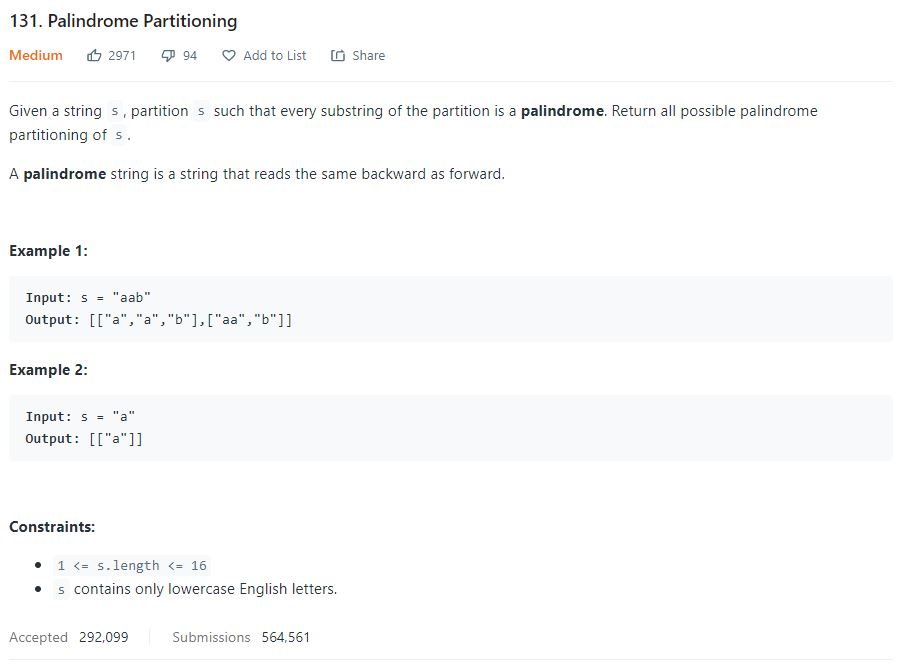 131. Palindrome Partitioning
Medium 2971 94 Add to List Share
Given a string s, partition s such that every substring of the partition is a palindrome. Return all possible palindrome
partitioning of s.
A palindrome string is a string that reads the same backward as forward.
Example 1:
Input: s = "aab"
Output: [["a","a","b"],["aa","b"]]
Example 2:
Input: s = "a"
Output: [["a"]]
Constraints:
1 <= s.length <= 16
s contains only lowercase English letters.
Accepted 292,099 Submissions 564,561